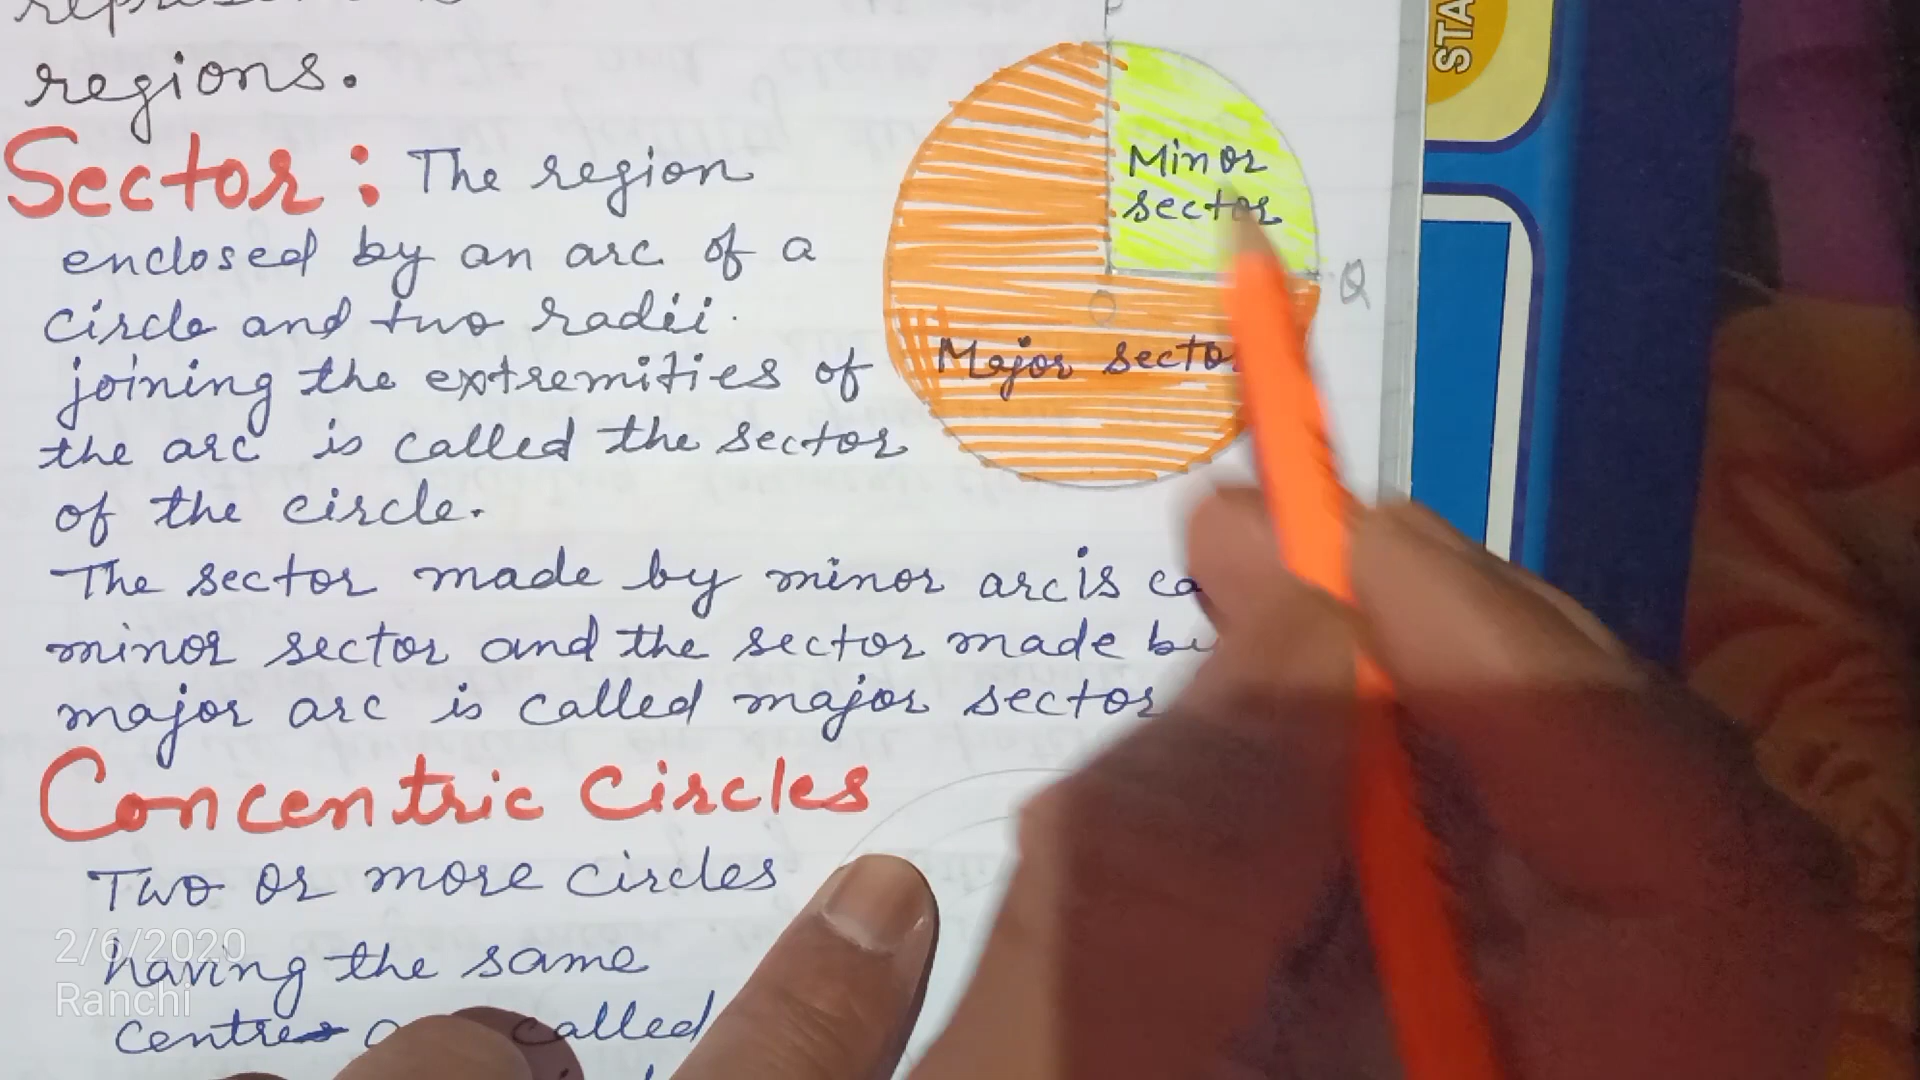 regions.
Sector: The region
enclosed by an arc of a
circle and two radii
joining the extremities of
the arc is called the sector
of the circle.
The sector made by minor arc is
minor sector and the sector made by
major arc is called major sector
Concentric Circles
Two or more circles
having the same
centre called
P
Minor
sector
Q
O
Major sector
STA
2/6/2020
Ranchi